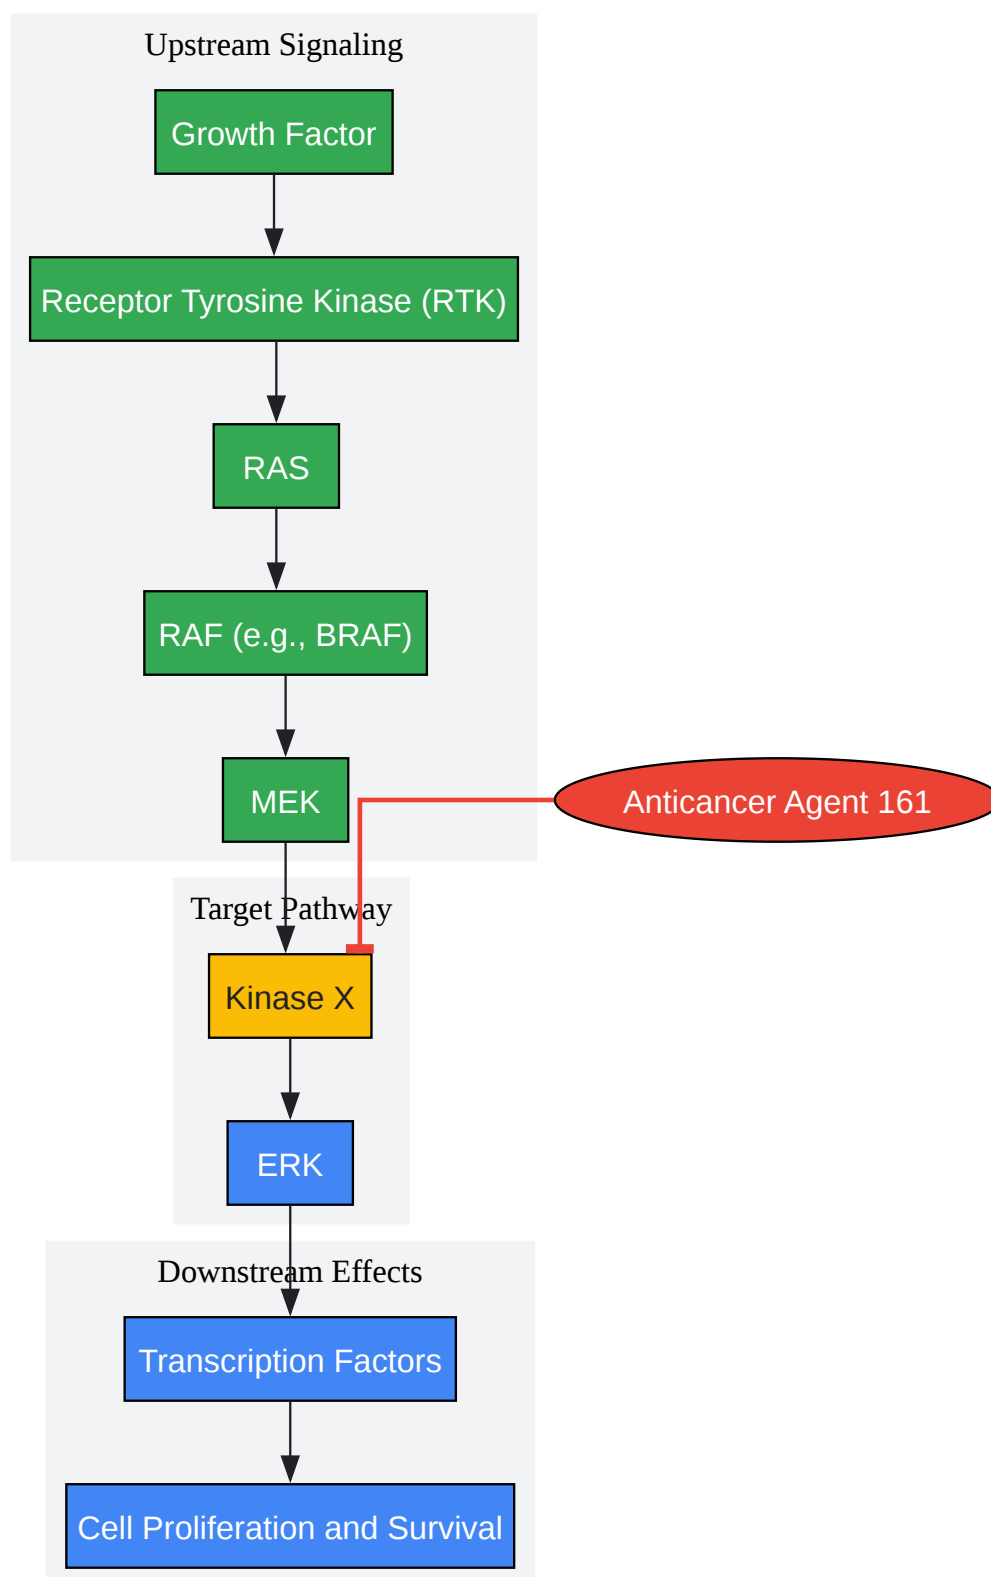 Upstream Signaling
Growth Factor
Receptor Tyrosine Kinase (RTK)
RAS
RAF (e.g., BRAF)
MEK
Anticancer Agent 161
Target Pathway
Kinase X
ERK
Downstream Effects
Transcription Factors
Cell Proliferation and Survival